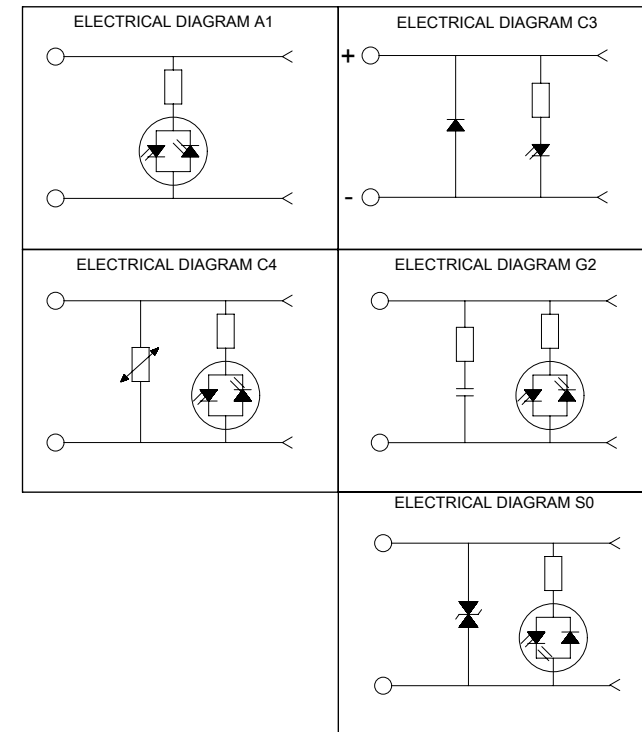 ELECTRICAL DIAGRAM A1
ELECTRICAL DIAGRAM C3
+
-
ELECTRICAL DIAGRAM C4
ELECTRICAL DIAGRAM G2
ELECTRICAL DIAGRAM S0